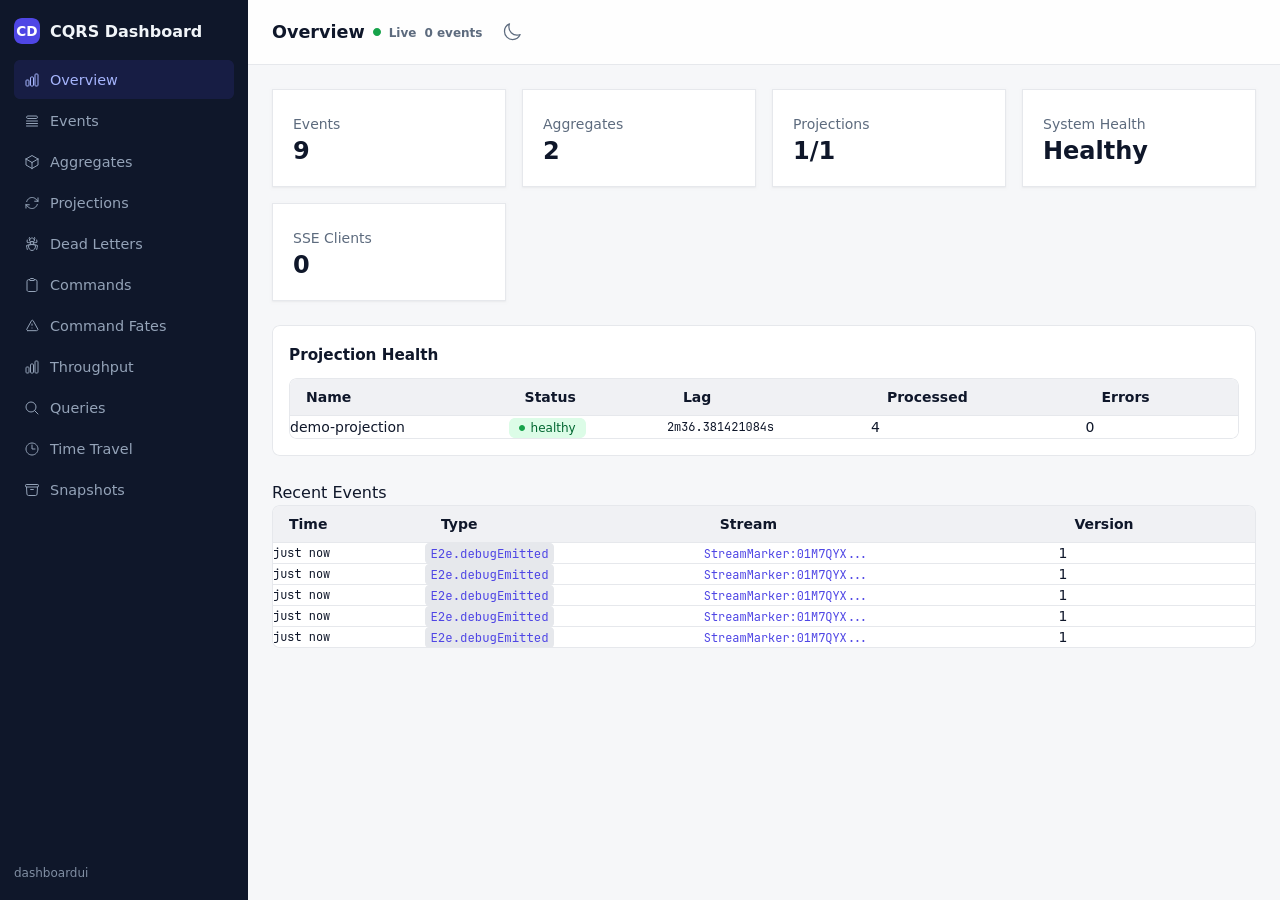 CD CQRS Dashboard
Overview
Events
Aggregates
Projections
Dead Letters
Commands
Command Fates
Throughput
Queries
Time Travel
Snapshots
dashboardui
Overview Live 0 events
Events
9
Aggregates
2
Projections
1/1
System Health
Healthy
SSE Clients
0
Projection Health
Name Status Lag Processed Errors
demo-projection healthy 2m36.381421084s 4 0
Recent Events
Time Type Stream Version
just now E2e.debugEmitted StreamMarker:01M7QYX... 1
just now E2e.debugEmitted StreamMarker:01M7QYX... 1
just now E2e.debugEmitted StreamMarker:01M7QYX... 1
just now E2e.debugEmitted StreamMarker:01M7QYX... 1
just now E2e.debugEmitted StreamMarker:01M7QYX... 1